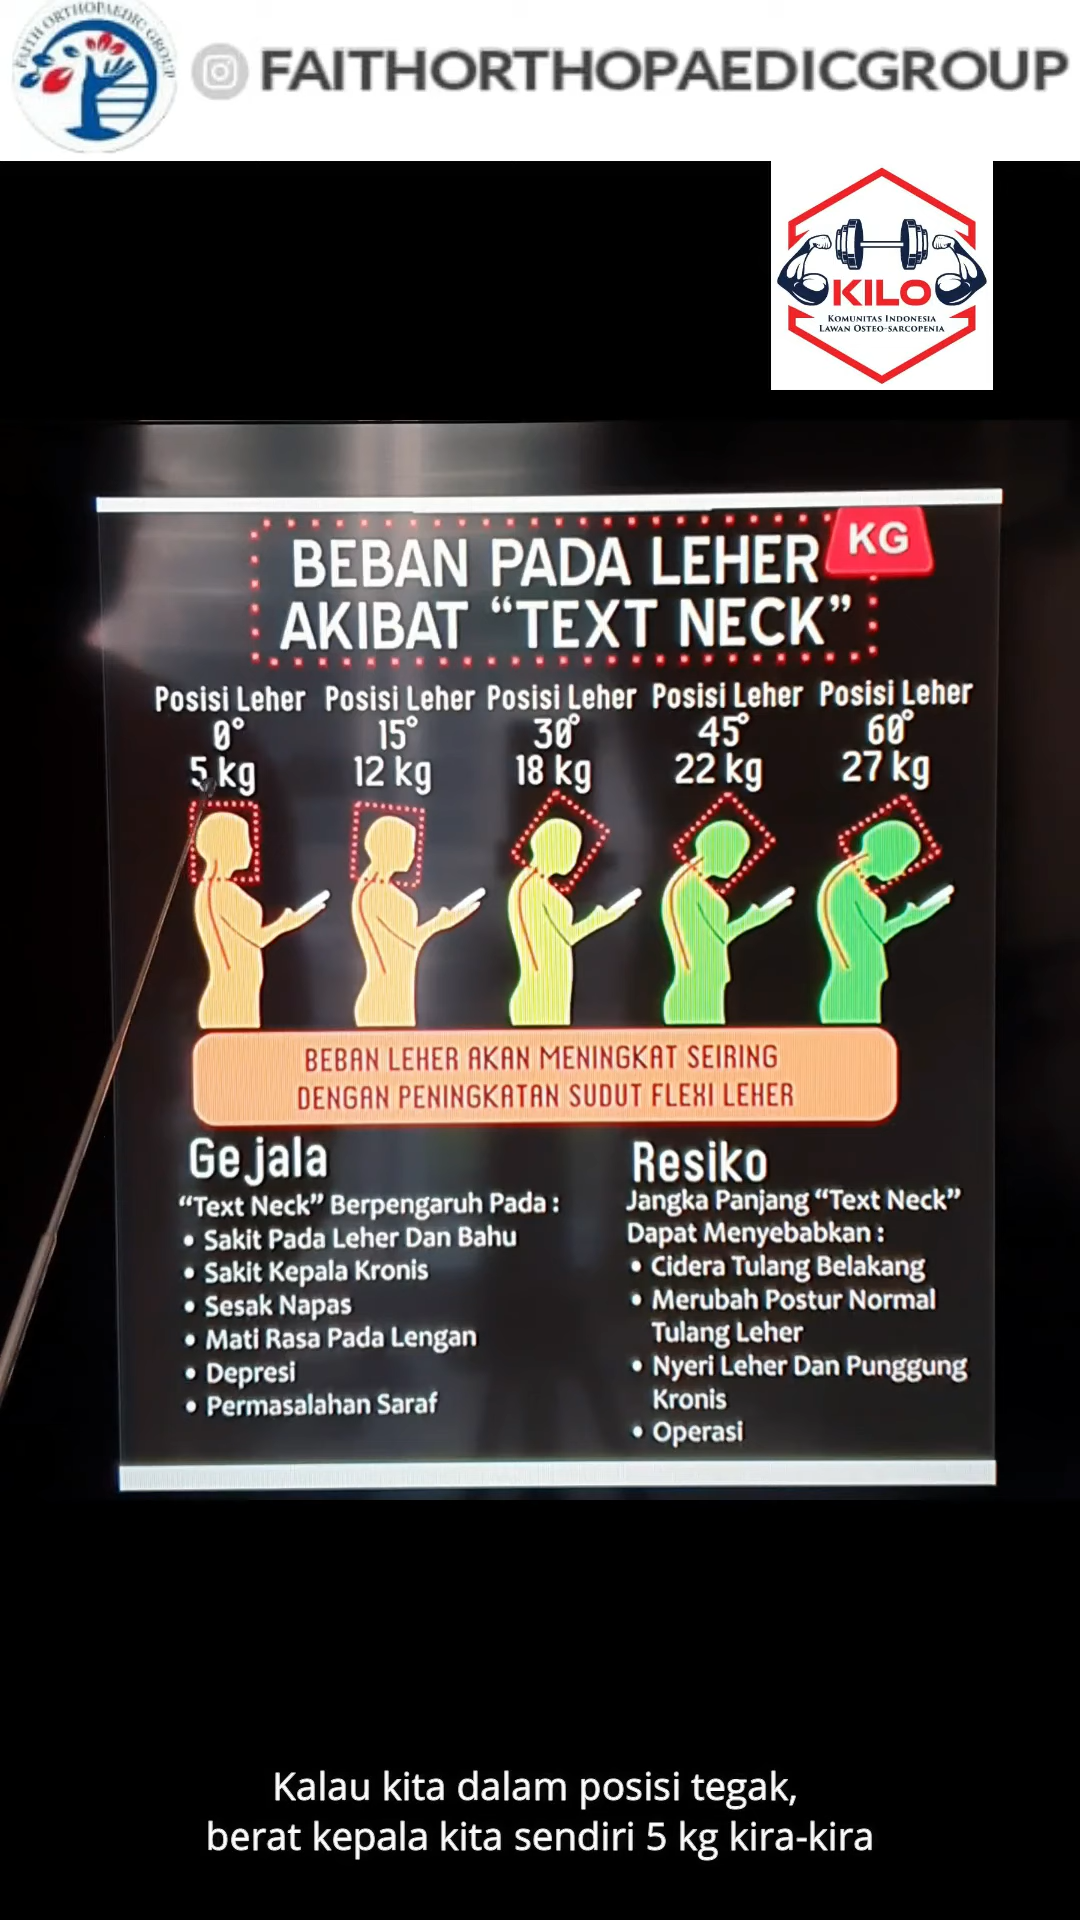 FAITH ORTHOPAEDIC GROUP
FAITHORTHOPAEDICGROUP
KILO
KOMUNITAS INDONESIA
LAWAN OSTEO-SARCOPENIA
KG
BEBAN PADA LEHER
AKIBAT “TEXT NECK”
Posisi Leher Posisi Leher Posisi Leher Posisi Leher Posisi Leher
0° 15° 30° 45° 60°
5 kg 12 kg 18 kg 22 kg 27 kg
BEBAN LEHER AKAN MENINGKAT SEIRING
DENGAN PENINGKATAN SUDUT FLEXI LEHER
Gejala
“Text Neck” Berpengaruh Pada :
• Sakit Pada Leher Dan Bahu
• Sakit Kepala Kronis
• Sesak Napas
• Mati Rasa Pada Lengan
• Depresi
• Permasalahan Saraf
Resiko
Jangka Panjang “Text Neck”
Dapat Menyebabkan :
• Cidera Tulang Belakang
• Merubah Postur Normal
Tulang Leher
• Nyeri Leher Dan Punggung
Kronis
• Operasi
Kalau kita dalam posisi tegak,
berat kepala kita sendiri 5 kg kira-kira